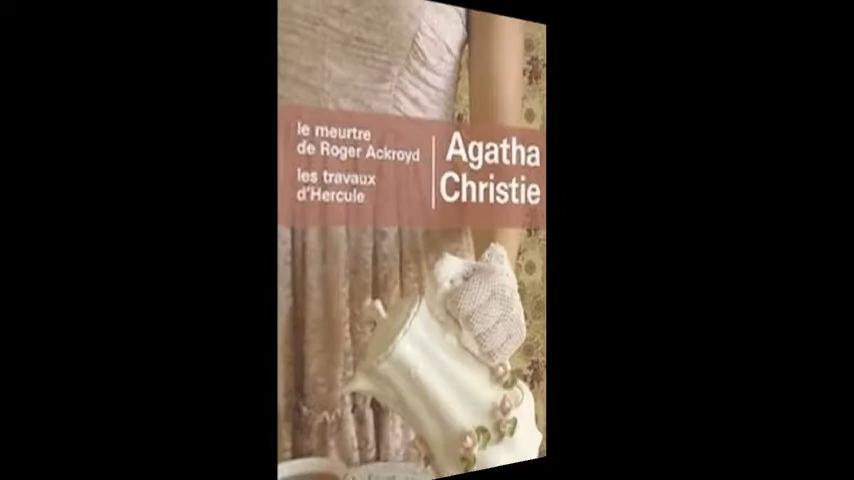 le meurtre
de Roger Ackroyd
les travaux
d'Hercule
Agatha
Christie